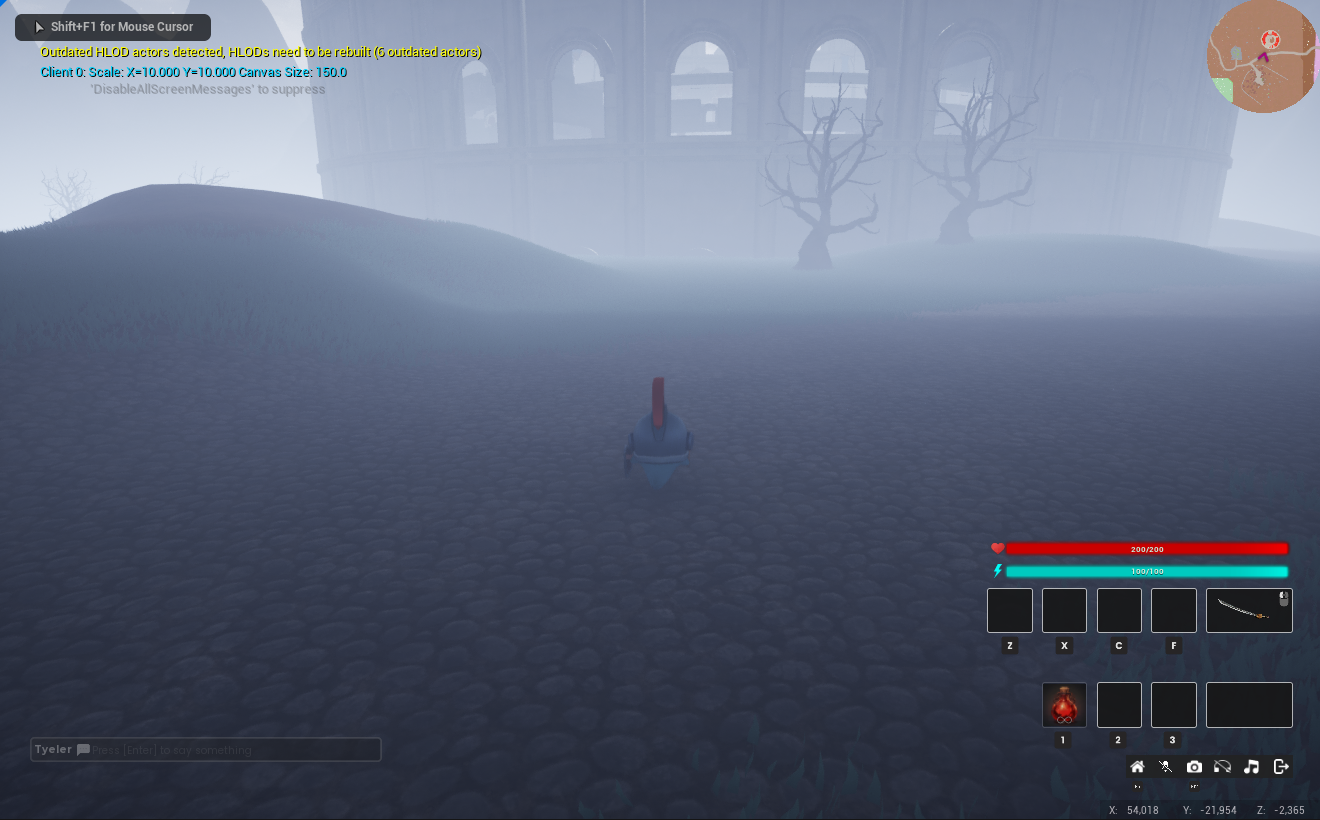 Shift+F1 for Mouse Cursor
Outdated HLOD actors detected, HLODs need to be rebuilt (6 outdated actors)
Client 0: Scale: X=10.000 Y=10.000 Canvas Size: 150.0
'DisableAllScreenMessages' to suppress
200/200
100/100
Z X C F
Tyeler Press [Enter] to say something
1 2 3
X: 54,018 Y: -21,954 Z: -2,365